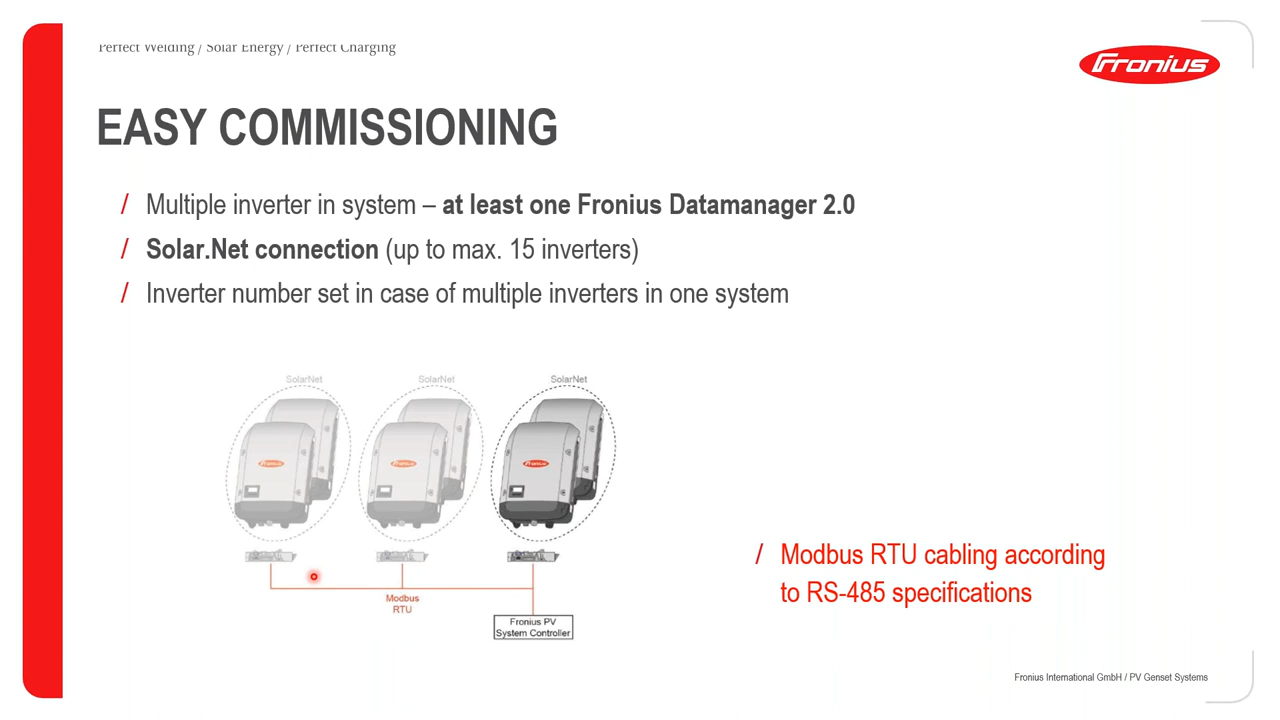 Perfect Welding / Solar Energy / Perfect Charging
Fronius
EASY COMMISSIONING
/ Multiple inverter in system – at least one Fronius Datamanager 2.0
/ Solar.Net connection (up to max. 15 inverters)
/ Inverter number set in case of multiple inverters in one system
SolarNet
SolarNet
SolarNet
Fronius
Fronius
Fronius
/ Modbus RTU cabling according
to RS-485 specifications
Modbus
RTU
Fronius PV
System Controller
Fronius International GmbH / PV Genset Systems